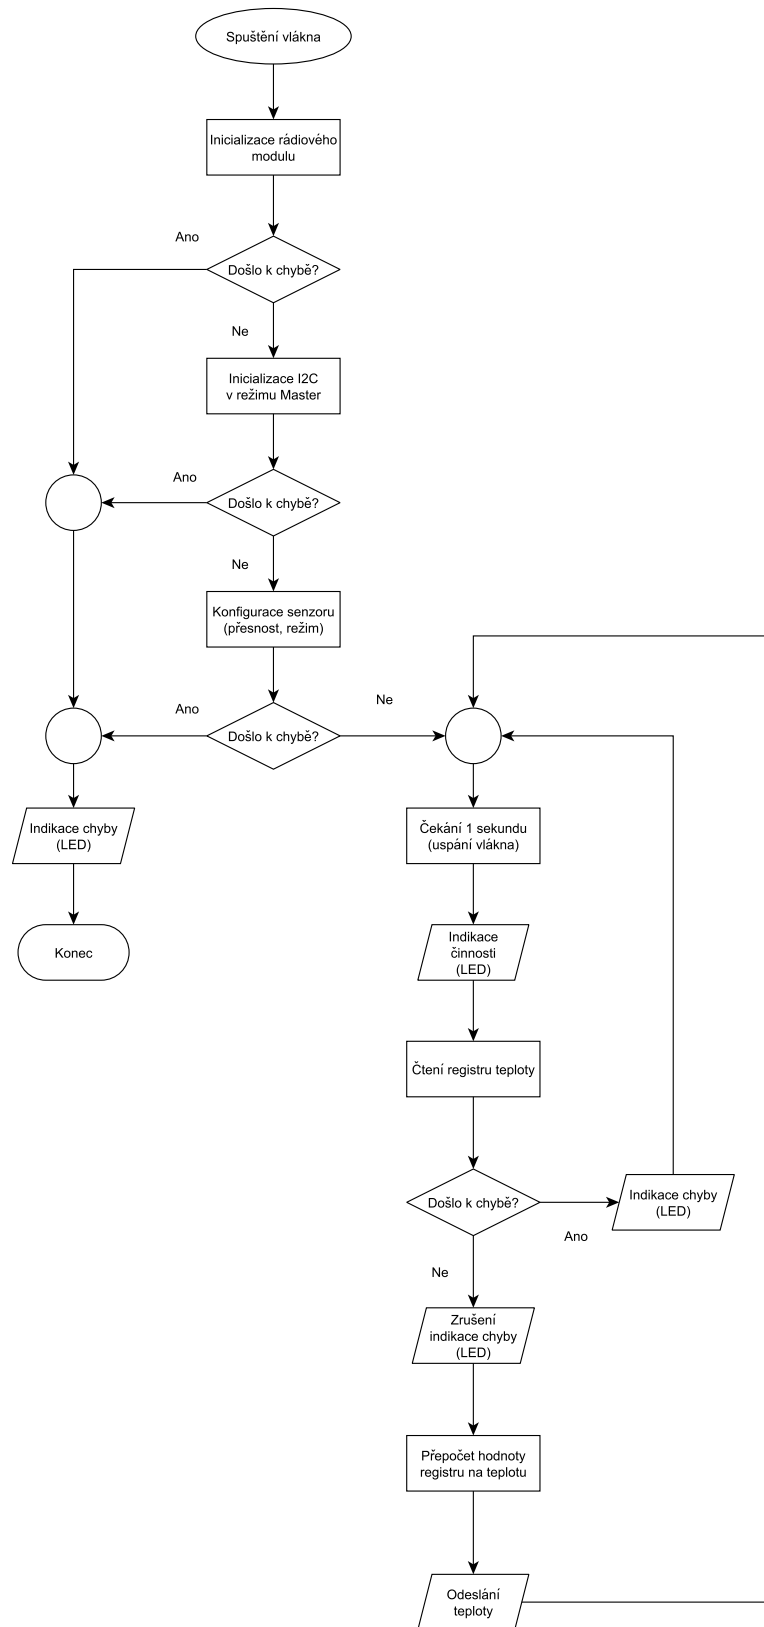 Spuštění vlákna
Inicializace rádiového
modulu
Ano
Došlo k chybě?
Ne
Inicializace I2C
v režimu Master
Ano
Došlo k chybě?
Ne
Konfigurace senzoru
(přesnost, režim)
Ano
Došlo k chybě?
Ne
Indikace chyby
(LED)
Konec
Čekání 1 sekundu
(uspání vlákna)
Indikace
činnosti
(LED)
Čtení registru teploty
Došlo k chybě?
Ano
Indikace chyby
(LED)
Ne
Zrušení
indikace chyby
(LED)
Přepočet hodnoty
registru na teplotu
Odeslání
teploty